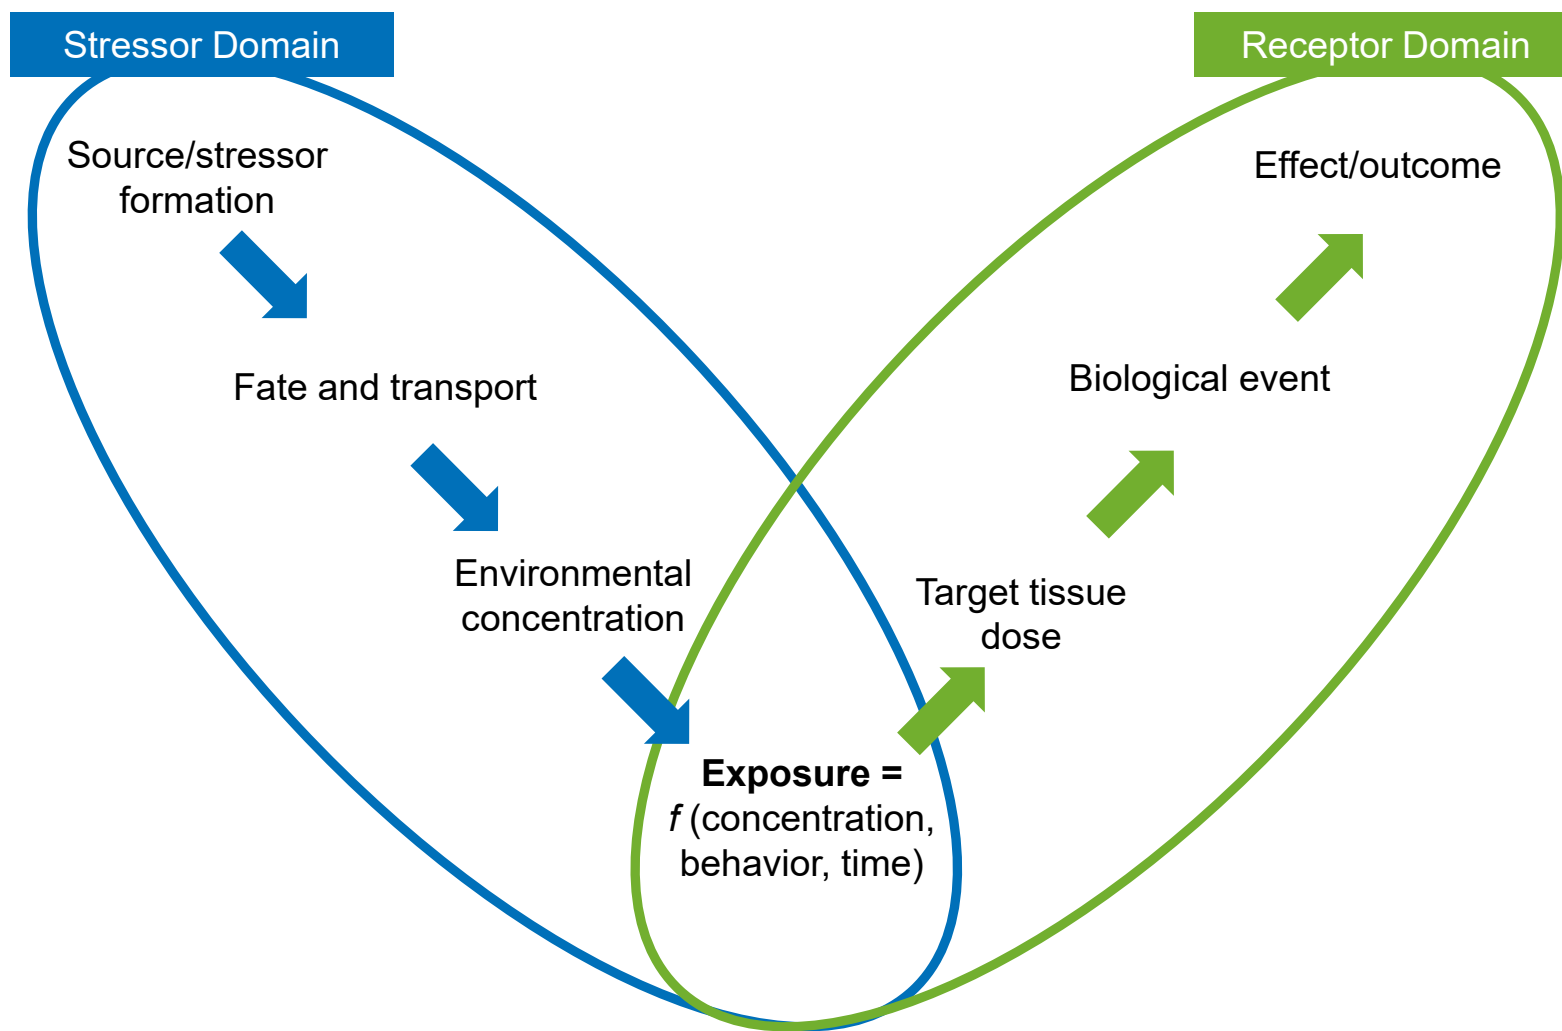 Stressor Domain
Receptor Domain
Source/stressor
formation
Fate and transport
Environmental
concentration
Exposure =
f (concentration,
behavior, time)
Target tissue
dose
Biological event
Effect/outcome